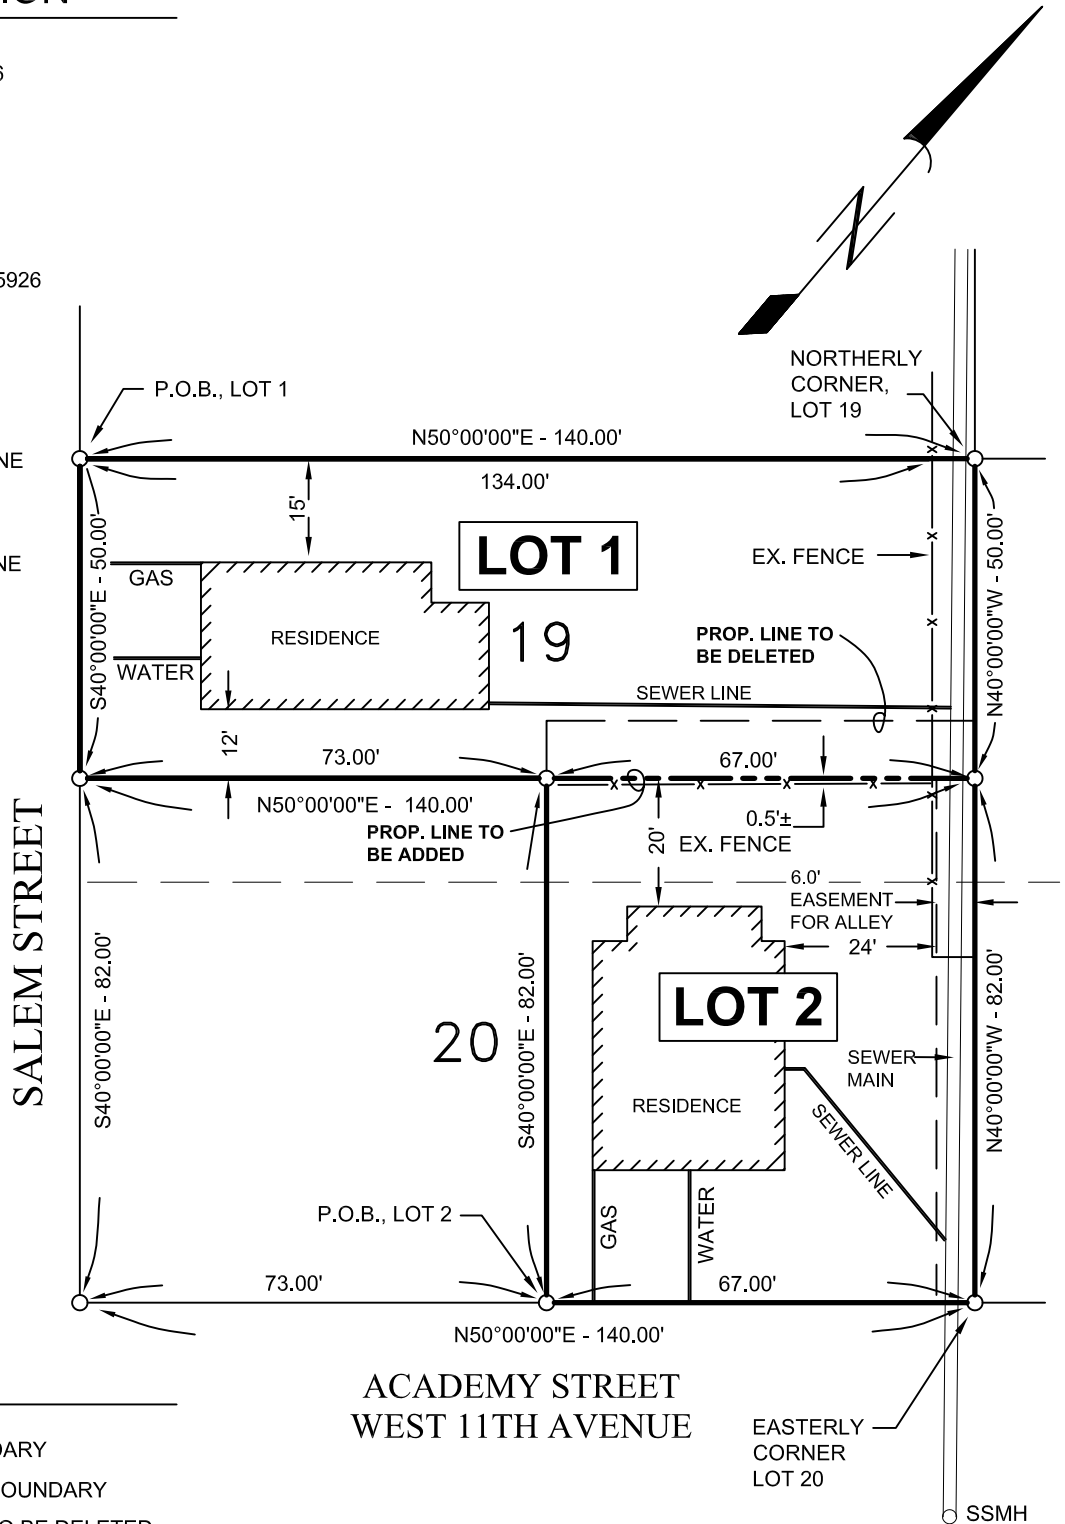 5926
P.O.B., LOT 1
NORTHERLY
CORNER,
LOT 19
N50°00'00"E - 140.00'
134.00'
15'
LOT 1
EX. FENCE
GAS
S40°00'00"E - 50.00'
N40°00'00"W - 50.00'
RESIDENCE
19
PROP. LINE TO
BE DELETED
WATER
SEWER LINE
12'
73.00'
67.00'
N50°00'00"E - 140.00'
PROP. LINE TO
BE ADDED
20'
0.5'±
EX. FENCE
6.0'
EASEMENT
FOR ALLEY
24'
SALEM STREET
S40°00'00"E - 82.00'
20
S40°00'00"E - 82.00'
LOT 2
N40°00'00"W - 82.00'
SEWER
MAIN
RESIDENCE
SEWER LINE
P.O.B., LOT 2
GAS
WATER
73.00'
67.00'
N50°00'00"E - 140.00'
ACADEMY STREET
WEST 11TH AVENUE
EASTERLY
CORNER
LOT 20
OUNDARY
BE DELETED
SSMH